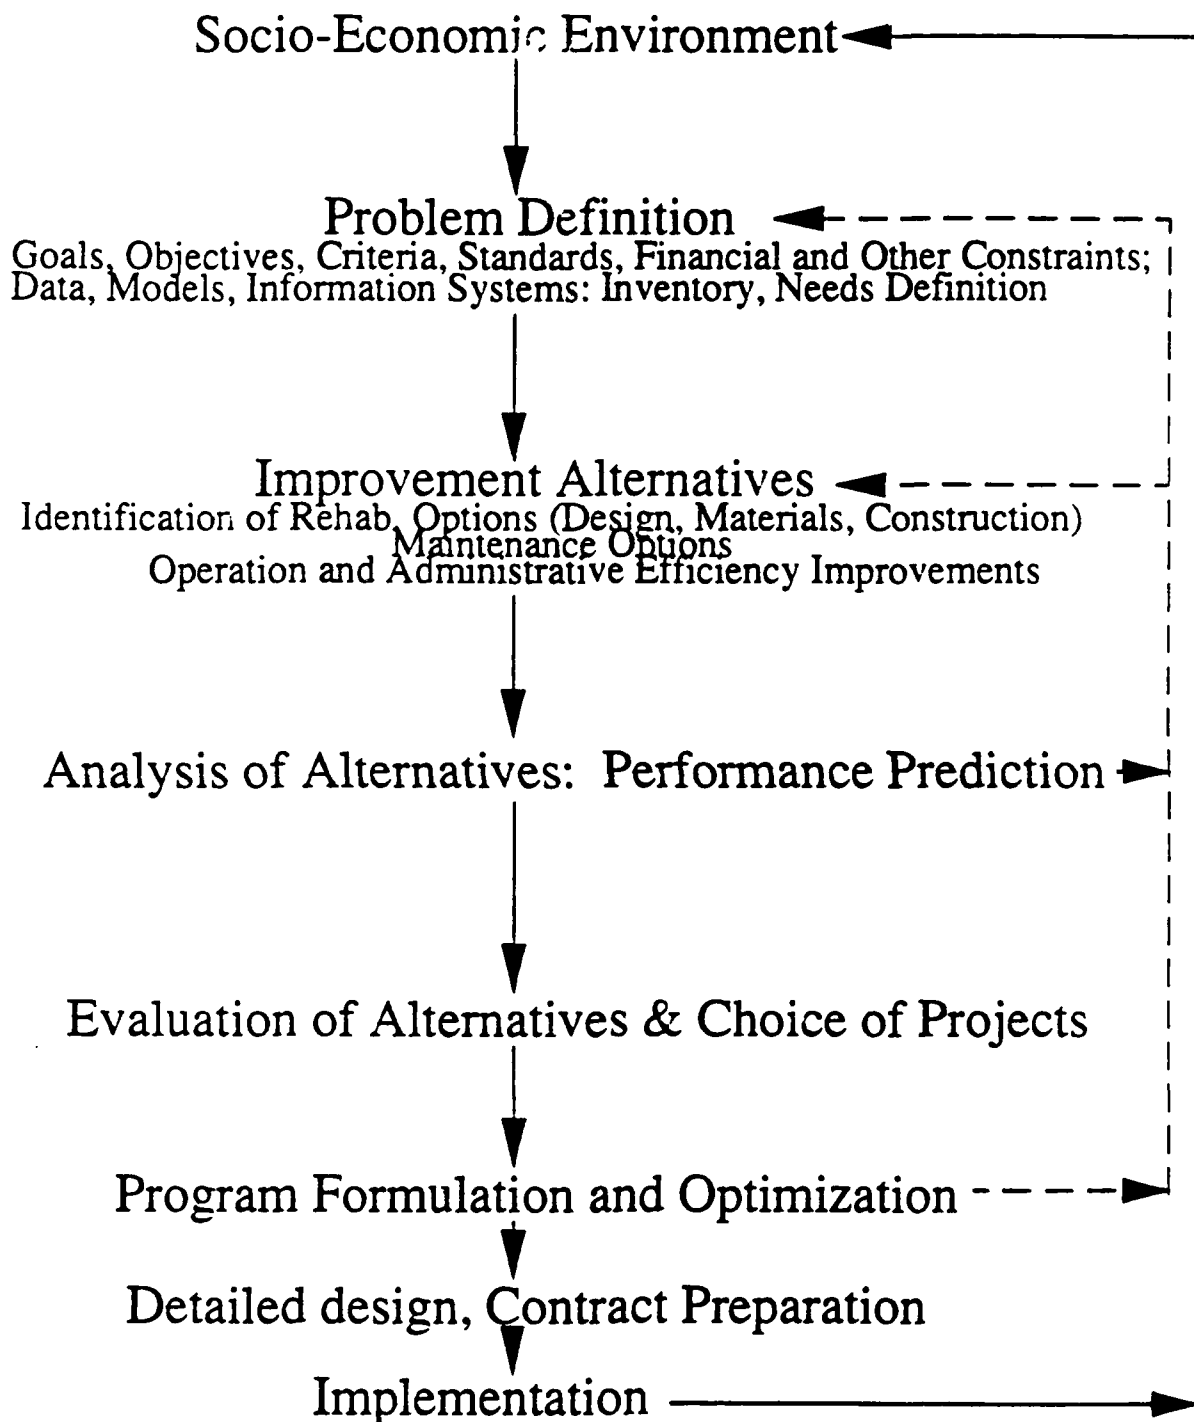 Socio-Economic Environment
Problem Definition
Goals, Objectives, Criteria, Standards, Financial and Other Constraints;
Data, Models, Information Systems: Inventory, Needs Definition
Improvement Alternatives
Identification of Rehab. Options (Design, Materials, Construction)
Maintenance Options
Operation and Administrative Efficiency Improvements
Analysis of Alternatives: Performance Prediction
Evaluation of Alternatives & Choice of Projects
Program Formulation and Optimization
Detailed design, Contract Preparation
Implementation